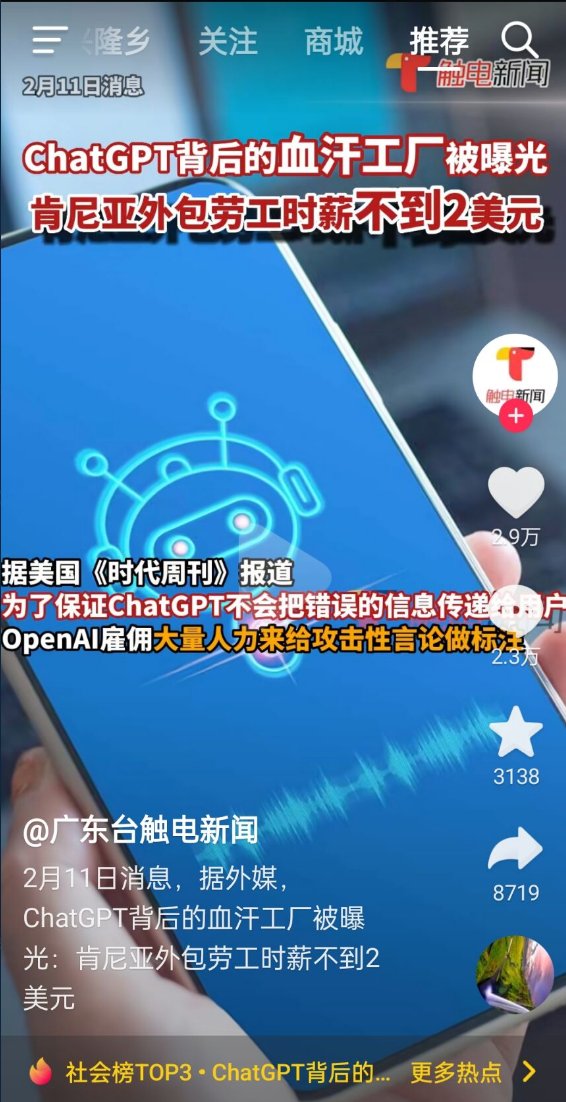 隆乡 关注 商城 推荐
2月11日消息
触电新闻
ChatGPT背后的血汗工厂被曝光
肯尼亚外包劳工时薪不到2美元
触电新闻
2.9万
据美国《时代周刊》报道
为了保证ChatGPT不会把错误的信息传递给用户
OpenAI雇佣大量人力来给攻击性言论做标注
2.3万
3138
@广东台触电新闻
2月11日消息，据外媒，
ChatGPT背后的血汗工厂被曝
光：肯尼亚外包劳工时薪不到2
美元
8719
社会榜TOP3 • ChatGPT背后的... 更多热点